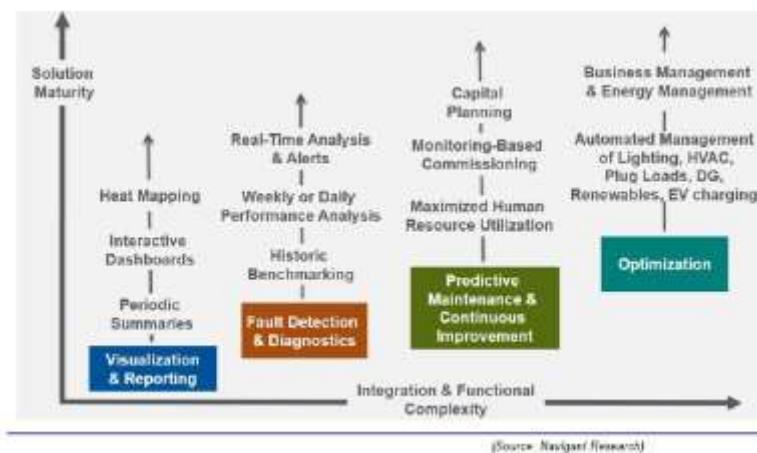 Solution
Maturity
Heat Mapping
Interactive
Dashboards
Periodic
Summaries
Visualization
& Reporting
Real-Time Analysis
& Alerts
Weekly or Daily
Performance Analysis
Historic
Benchmarking
Fault Detection
& Diagnostics
Capital
Planning
Monitoring-Based
Commissioning
Maximized Human
Resource Utilization
Predictive
Maintenance &
Continuous
Improvement
Business Management
& Energy Management
Automated Management
of Lighting, HVAC,
Plug Loads, DG,
Renewables, EV charging
Optimization
Integration & Functional
Complexity
(Source: Navigant Research)